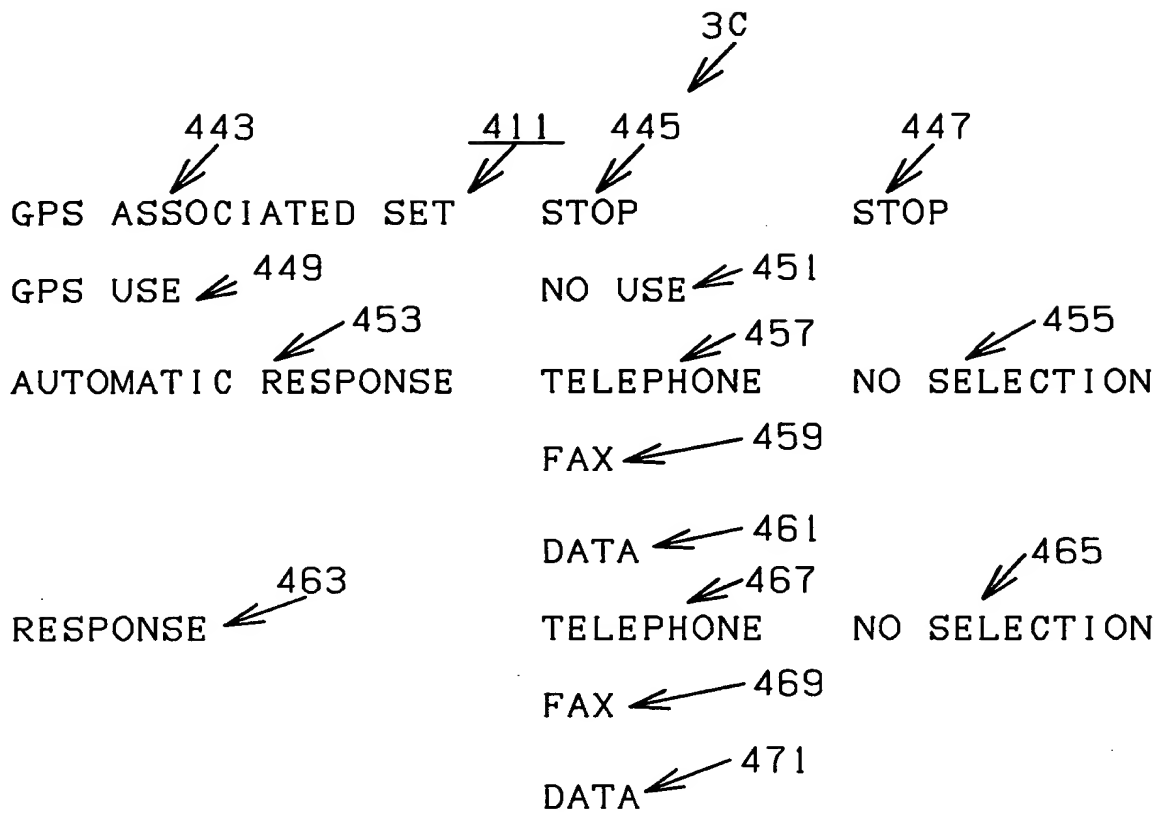 3C
443 411 445 447
GPS ASSOCIATED SET STOP STOP
449 451
GPS USE NO USE
453 457 455
AUTOMATIC RESPONSE TELEPHONE NO SELECTION
459
FAX
461
DATA
463 467 465
RESPONSE TELEPHONE NO SELECTION
469
FAX
471
DATA